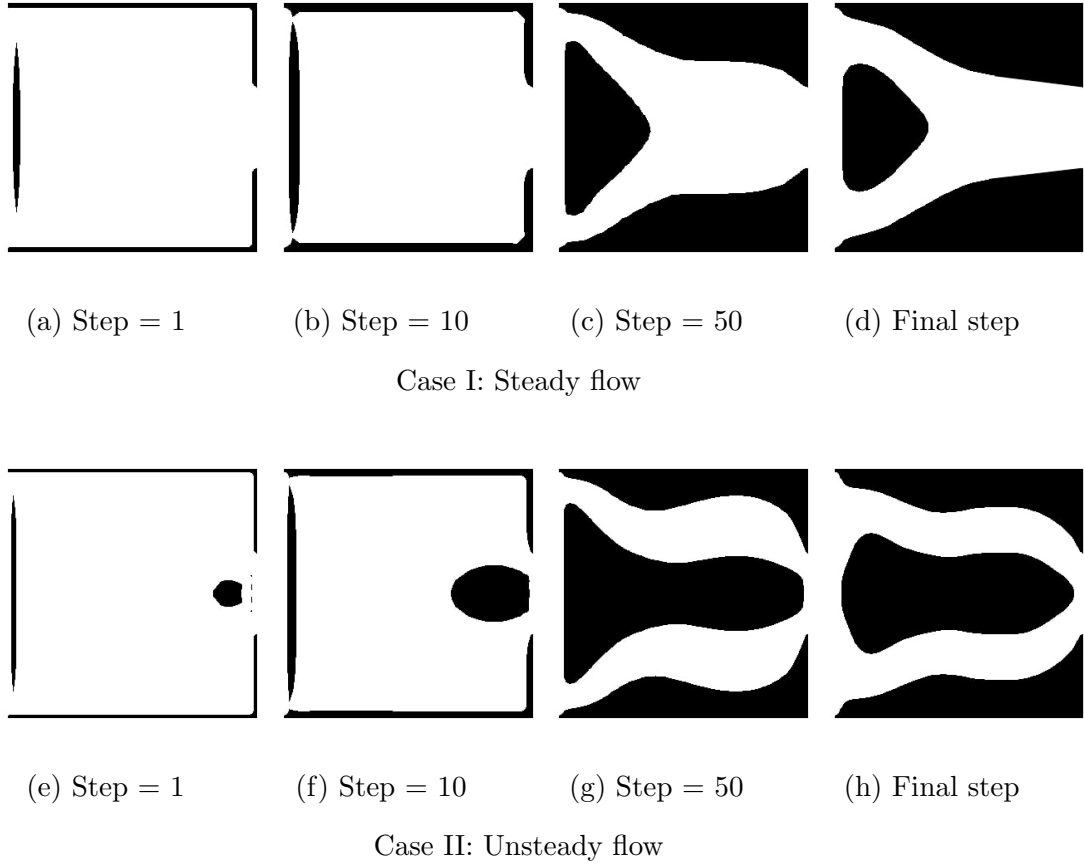 (a) Step = 1 (b) Step = 10 (c) Step = 50 (d) Final step
Case I: Steady flow
(e) Step = 1 (f) Step = 10 (g) Step = 50 (h) Final step
Case II: Unsteady flow